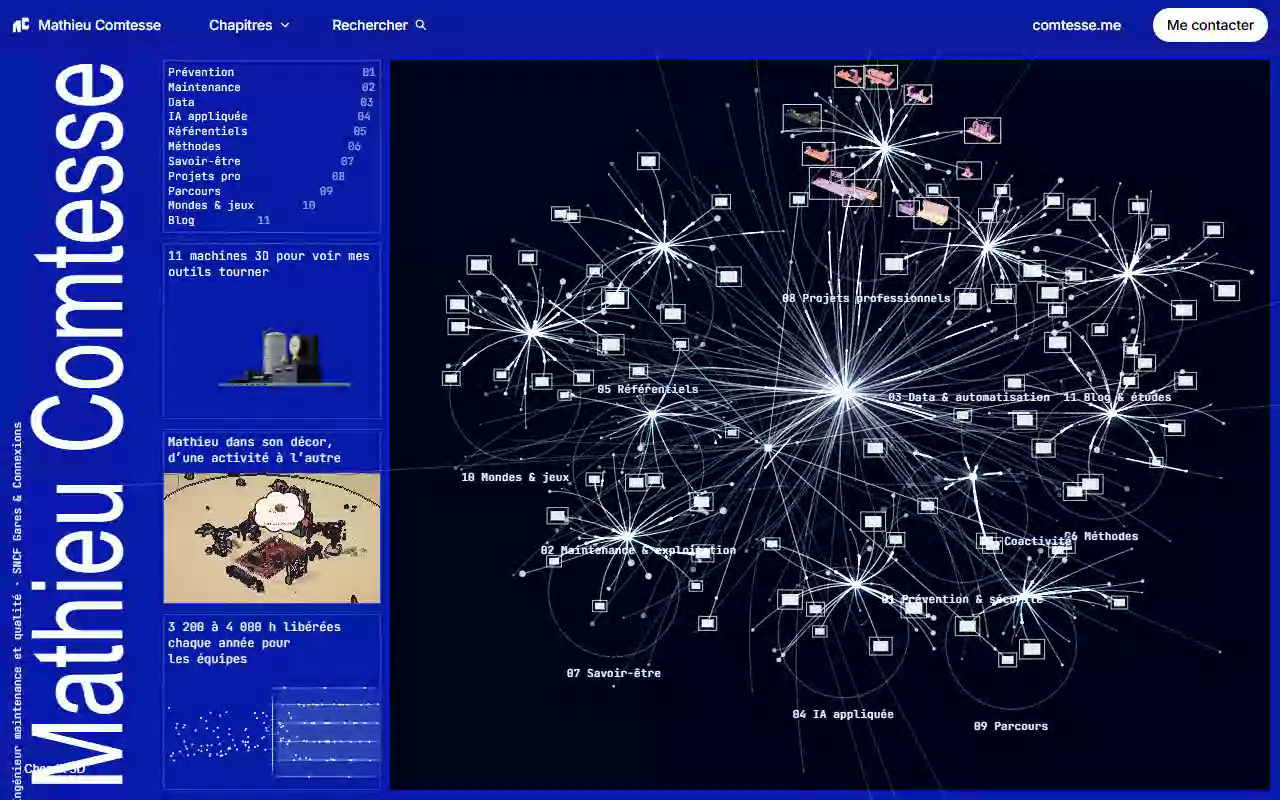 Mathieu Comtesse
Chapitres
Rechercher
comtesse.me
Me contacter
Mathieu Comtesse
Ingénieur maintenance et qualité · SNCF Gares & Connexions
Prévention 01
Maintenance 02
Data 03
IA appliquée 04
Référentiels 05
Méthodes 06
Savoir-être 07
Projets pro 08
Parcours 09
Mondes & jeux 10
Blog 11
11 machines 3D pour voir mes
outils tourner
Mathieu dans son décor,
d’une activité à l’autre
3 200 à 4 000 h libérées
chaque année pour
les équipes
08 Projets professionnels
05 Référentiels
03 Data & automatisation
11 Blog & études
10 Mondes & jeux
06 Méthodes
Coactivité
02 Maintenance & exploitation
01 Prévention & sécurité
07 Savoir-être
04 IA appliquée
09 Parcours